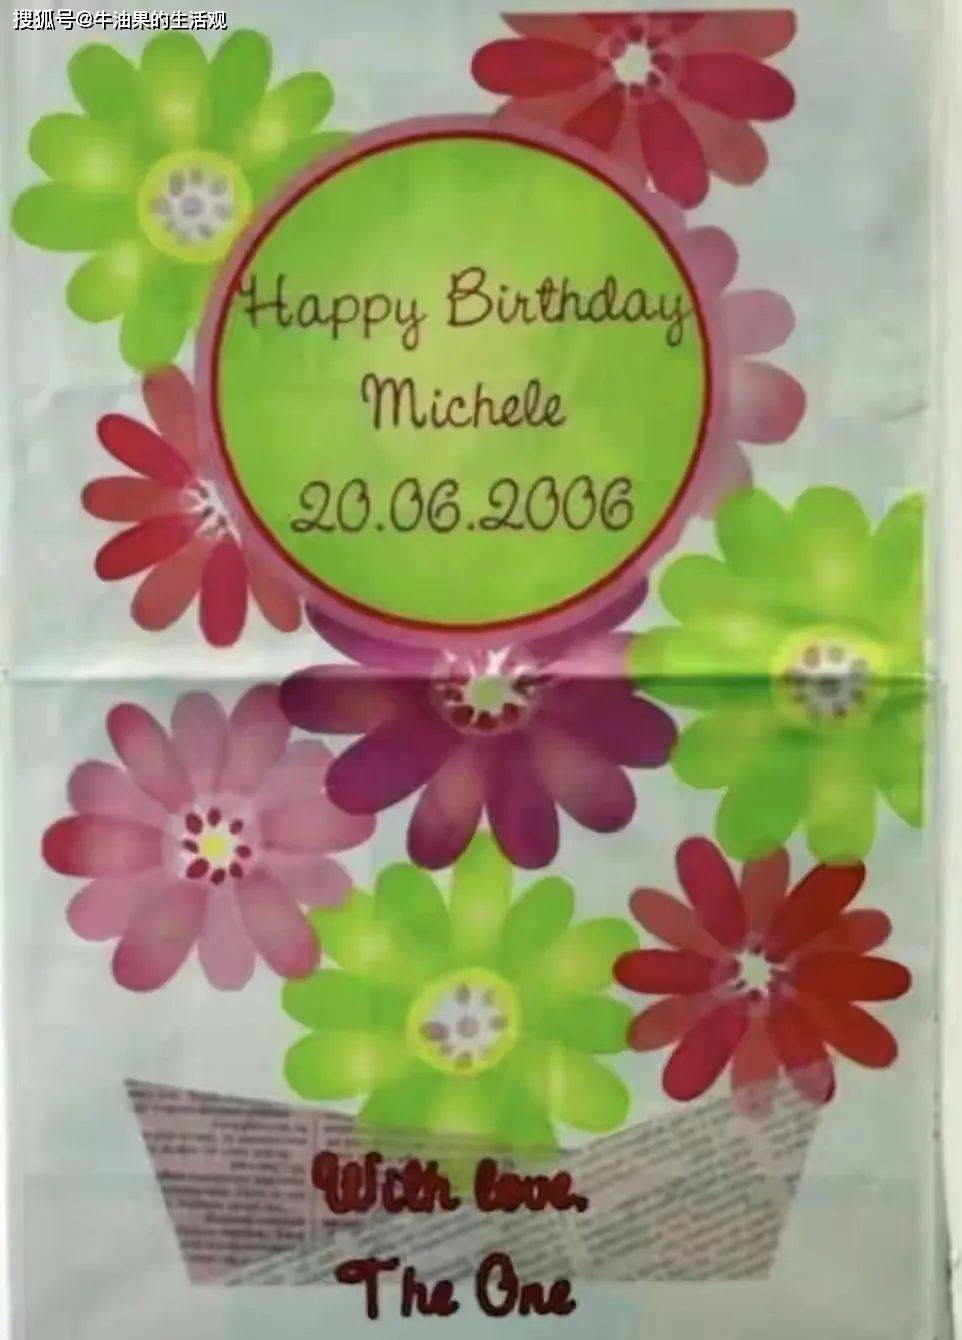 搜狐号@牛油果的生活观
Happy Birthday
Michele
20.06.2006
With love,
The One